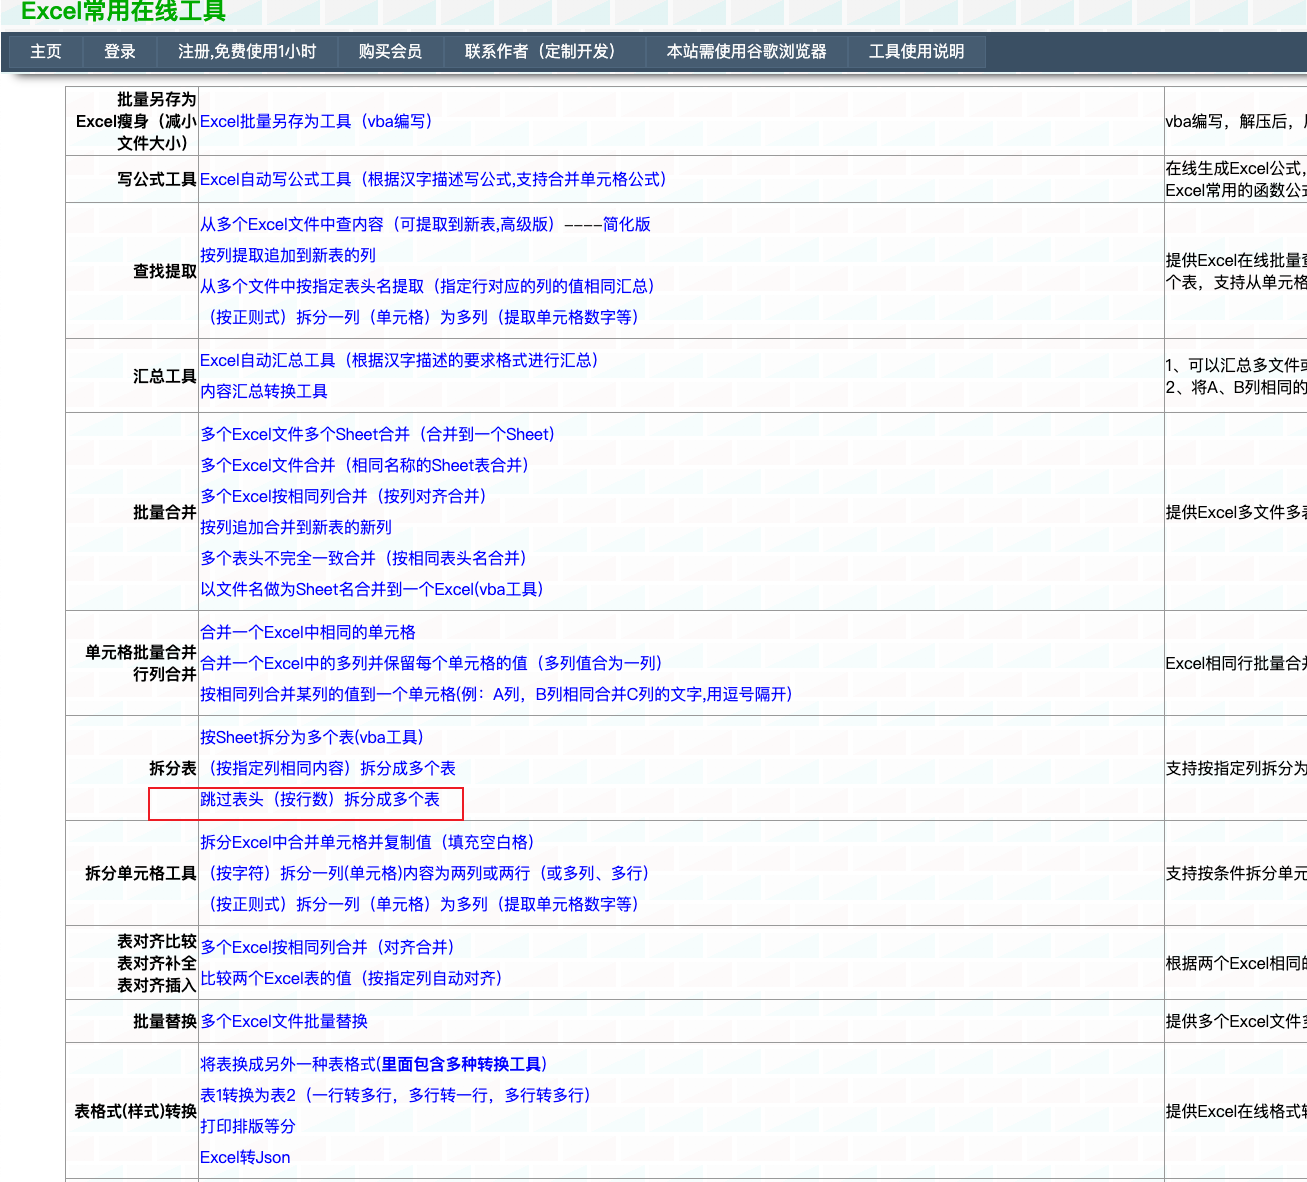 Excel常用在线工具
主页 登录 注册,免费使用1小时 购买会员 联系作者（定制开发） 本站需使用谷歌浏览器 工具使用说明
批量另存为
Excel瘦身（减小
文件大小）
Excel批量另存为工具（vba编写）
vba编写，解压后，
写公式工具
Excel自动写公式工具（根据汉字描述写公式,支持合并单元格公式）
在线生成Excel公式,
Excel常用的函数公式
查找提取
从多个Excel文件中查内容（可提取到新表,高级版）----简化版
按列提取追加到新表的列
从多个文件中按指定表头名提取（指定行对应的列的值相同汇总）
（按正则式）拆分一列（单元格）为多列（提取单元格数字等）
提供Excel在线批量查
个表，支持从单元格
汇总工具
Excel自动汇总工具（根据汉字描述的要求格式进行汇总）
内容汇总转换工具
1、可以汇总多文件或
2、将A、B列相同的
批量合并
多个Excel文件多个Sheet合并（合并到一个Sheet）
多个Excel文件合并（相同名称的Sheet表合并）
多个Excel按相同列合并（按列对齐合并）
按列追加合并到新表的新列
多个表头不完全一致合并（按相同表头名合并）
以文件名做为Sheet名合并到一个Excel(vba工具)
提供Excel多文件多表
单元格批量合并
行列合并
合并一个Excel中相同的单元格
合并一个Excel中的多列并保留每个单元格的值（多列值合为一列）
按相同列合并某列的值到一个单元格(例：A列，B列相同合并C列的文字,用逗号隔开)
Excel相同行批量合并
拆分表
按Sheet拆分为多个表(vba工具)
（按指定列相同内容）拆分成多个表
跳过表头（按行数）拆分成多个表
支持按指定列拆分为
拆分单元格工具
拆分Excel中合并单元格并复制值（填充空白格）
（按字符）拆分一列(单元格)内容为两列或两行（或多列、多行）
（按正则式）拆分一列（单元格）为多列（提取单元格数字等）
支持按条件拆分单元
表对齐比较
表对齐补全
表对齐插入
多个Excel按相同列合并（对齐合并）
比较两个Excel表的值（按指定列自动对齐）
根据两个Excel相同的
批量替换
多个Excel文件批量替换
提供多个Excel文件多
表格式(样式)转换
将表换成另外一种表格式(里面包含多种转换工具)
表1转换为表2（一行转多行，多行转一行，多行转多行）
打印排版等分
Excel转Json
提供Excel在线格式转